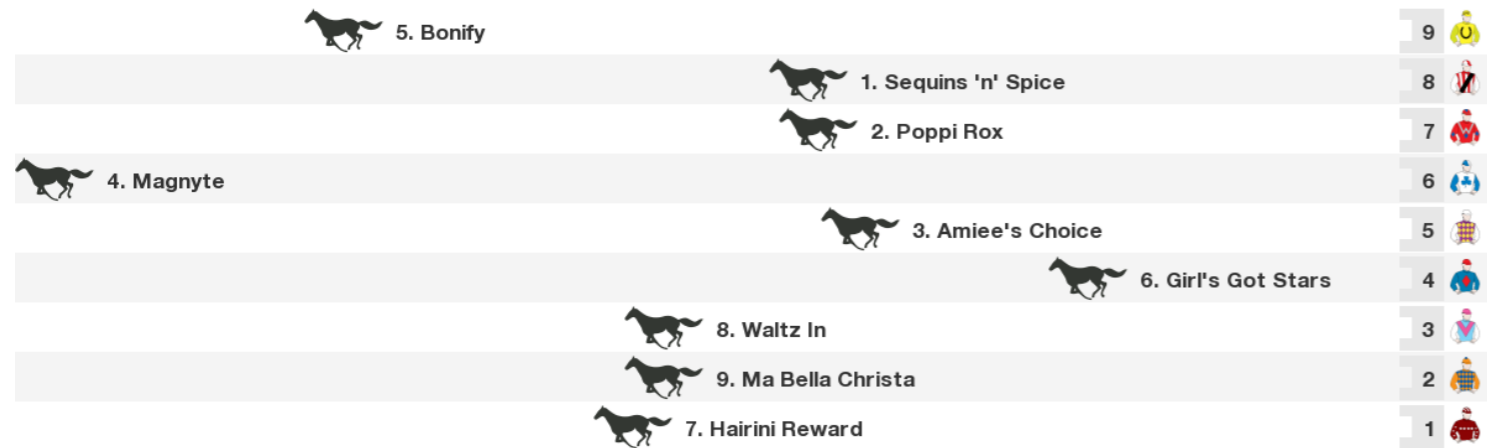 5. Bonify 9
1. Sequins 'n' Spice 8
2. Poppi Rox 7
4. Magnyte 6
3. Amiee's Choice 5
6. Girl's Got Stars 4
8. Waltz In 3
9. Ma Bella Christa 2
7. Hairini Reward 1